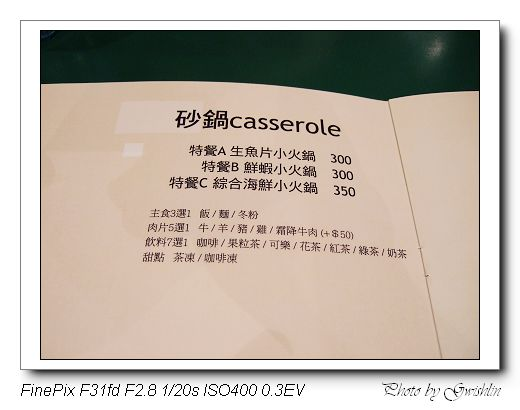 砂鍋casserole
特餐A 生魚片小火鍋 300
特餐B 鮮蝦小火鍋 300
特餐C 綜合海鮮小火鍋 350
主食3選1 飯 / 麵 / 冬粉
肉片5選1 牛 / 羊 / 豬 / 雞 / 霜降牛肉 (+$50)
飲料7選1 咖啡 / 果粒茶 / 可樂 / 花茶 / 紅茶 / 綠茶 / 奶茶
甜點 茶凍 / 咖啡凍
FinePix F31fd F2.8 1/20s ISO400 0.3EV
Photo by Gwishlin